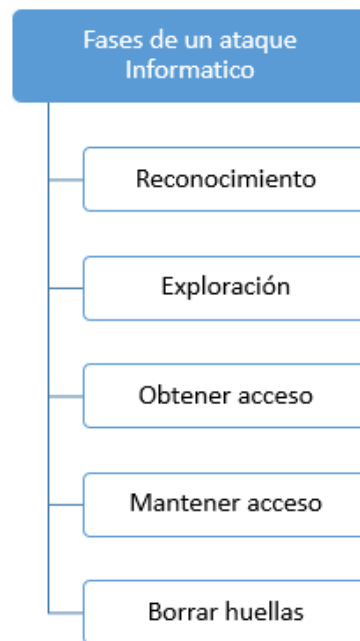 Fases de un ataque
Informatico
Reconocimiento
Exploración
Obtener acceso
Mantener acceso
Borrar huellas